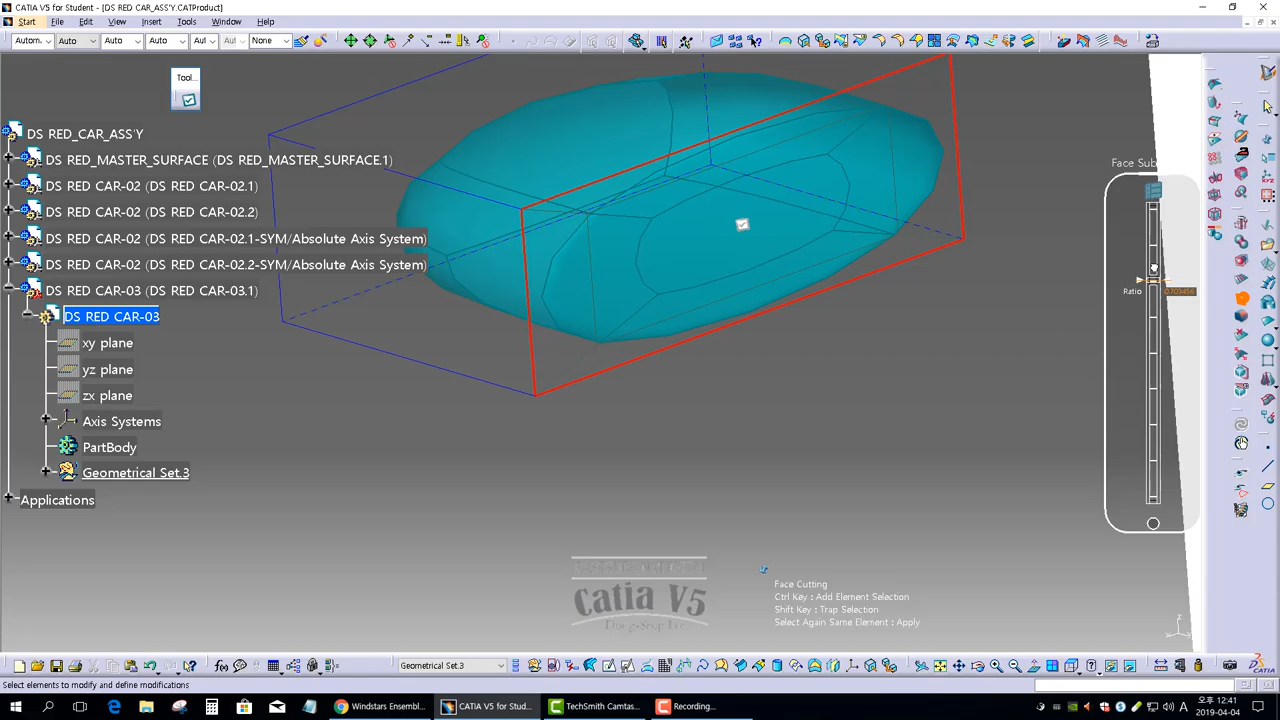 CATIA V5 for Student - [DS RED CAR_ASS'Y.CATProduct]
Start Edit View Insert Tools Window Help
Autom Auto Auto Auto Aut Aut None
Tool...
DS RED_CAR_ASS'Y
DS RED_MASTER_SURFACE (DS RED_MASTER_SURFACE.1)
DS RED CAR-02 (DS RED CAR-02.1)
DS RED CAR-02 (DS RED CAR-02.2)
DS RED CAR-02 (DS RED CAR-02.1-SYM/Absolute Axis System)
DS RED CAR-02 (DS RED CAR-02.2-SYM/Absolute Axis System)
DS RED CAR-03 (DS RED CAR-03.1)
DS RED CAR-03
xy plane
yz plane
zx plane
Axis Systems
PartBody
Geometrical Set.3
Applications
Face Sub
Ratio
Catia V5
Face Cutting
Ctrl Key : Add Element Selection
Shift Key : Trap Selection
Select Again Same Element : Apply
z
Geometrical Set.3
CATIA
Select elements to modify and define modifications
Windstars Ensembl...
CATIA V5 for Stud...
TechSmith Camtas...
Recording...
오후 12:41
2019-04-04